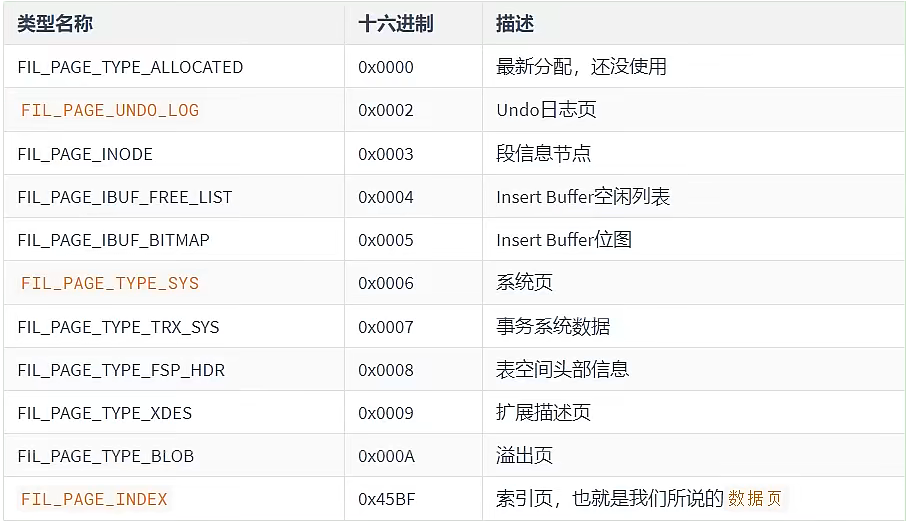 类型名称 十六进制 描述
FIL_PAGE_TYPE_ALLOCATED 0x0000 最新分配，还没使用
FIL_PAGE_UNDO_LOG 0x0002 Undo日志页
FIL_PAGE_INODE 0x0003 段信息节点
FIL_PAGE_IBUF_FREE_LIST 0x0004 Insert Buffer空闲列表
FIL_PAGE_IBUF_BITMAP 0x0005 Insert Buffer位图
FIL_PAGE_TYPE_SYS 0x0006 系统页
FIL_PAGE_TYPE_TRX_SYS 0x0007 事务系统数据
FIL_PAGE_TYPE_FSP_HDR 0x0008 表空间头部信息
FIL_PAGE_TYPE_XDES 0x0009 扩展描述页
FIL_PAGE_TYPE_BLOB 0x000A 溢出页
FIL_PAGE_INDEX 0x45BF 索引页，也就是我们所说的 数据页